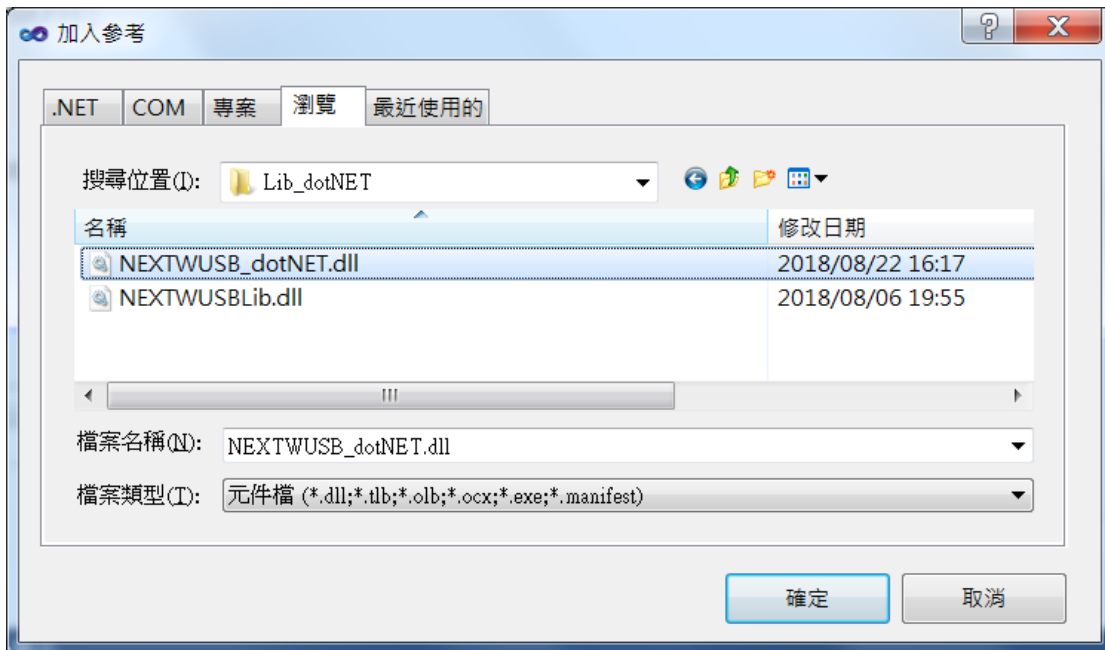 加入參考
.NET COM 專案 瀏覽 最近使用的
搜尋位置(I): Lib_dotNET
名稱 修改日期
NEXTWUSB_dotNET.dll 2018/08/22 16:17
NEXTWUSBLib.dll 2018/08/06 19:55
檔案名稱(N): NEXTWUSB_dotNET.dll
檔案類型(T): 元件檔 (*.dll;*.tlb;*.olb;*.ocx;*.exe;*.manifest)
確定 取消